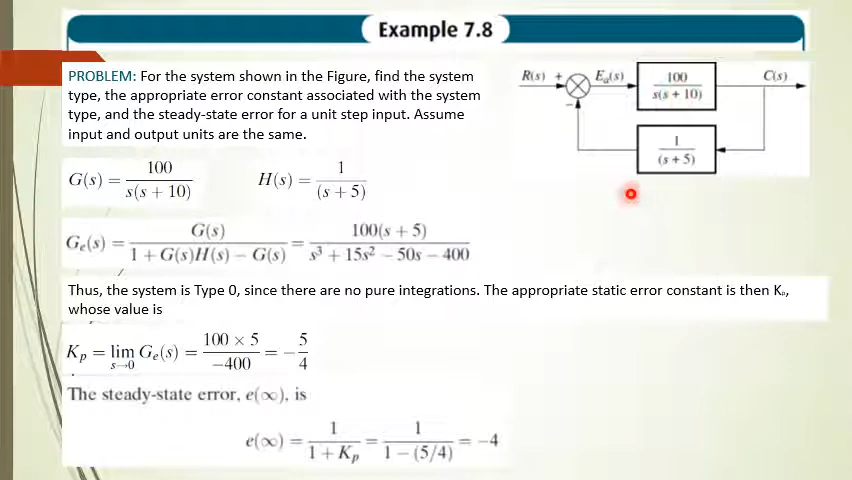 Example 7.8
PROBLEM: For the system shown in the Figure, find the system
type, the appropriate error constant associated with the system
type, and the steady-state error for a unit step input. Assume
input and output units are the same.
R(s) + − Ea(s) 100 / s(s + 10) C(s)
1 / (s + 5)
G(s) = 100 / s(s + 10) H(s) = 1 / (s + 5)
Ge(s) = G(s) / 1 + G(s)H(s) − G(s) = 100(s + 5) / s³ + 15s² − 50s − 400
Thus, the system is Type 0, since there are no pure integrations. The appropriate static error constant is then Kₚ,
whose value is
Kp = lim s→0 Ge(s) = 100 × 5 / −400 = − 5 / 4
The steady-state error, e(∞), is
e(∞) = 1 / 1 + Kp = 1 / 1 − (5/4) = −4